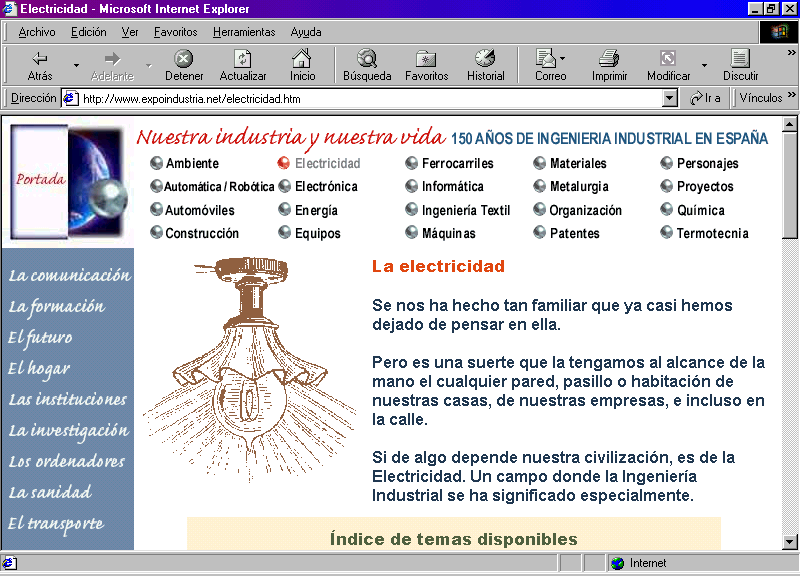 Electricidad - Microsoft Internet Explorer
Archivo Edición Ver Favoritos Herramientas Ayuda
Atrás Adelante Detener Actualizar Inicio Búsqueda Favoritos Historial Correo Imprimir Modificar Discutir
Dirección http://www.expoindustria.net/electricidad.htm Ir a Vínculos
Nuestra industria y nuestra vida 150 AÑOS DE INGENIERIA INDUSTRIAL EN ESPAÑA
Portada
Ambiente Electricidad Ferrocarriles Materiales Personajes
Automática / Robótica Electrónica Informática Metalurgia Proyectos
Automóviles Energía Ingeniería Textil Organización Química
Construcción Equipos Máquinas Patentes Termotecnia
La comunicación
La formación
El futuro
El hogar
Las instituciones
La investigación
Los ordenadores
La sanidad
El transporte
La electricidad
Se nos ha hecho tan familiar que ya casi hemos
dejado de pensar en ella.
Pero es una suerte que la tengamos al alcance de la
mano el cualquier pared, pasillo o habitación de
nuestras casas, de nuestras empresas, e incluso en
la calle.
Si de algo depende nuestra civilización, es de la
Electricidad. Un campo donde la Ingeniería
Industrial se ha significado especialmente.
Índice de temas disponibles
Internet